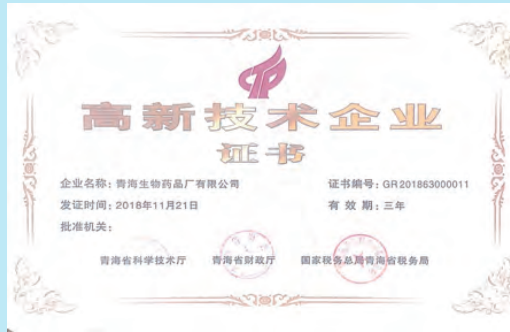 高新技术企业
证书
企业名称：青海生物药品厂有限公司 证书编号：GR201863000011
发证时间：2018年11月21日 有效期：三年
批准机关：
青海省科学技术厅 青海省财政厅 国家税务总局青海省税务局